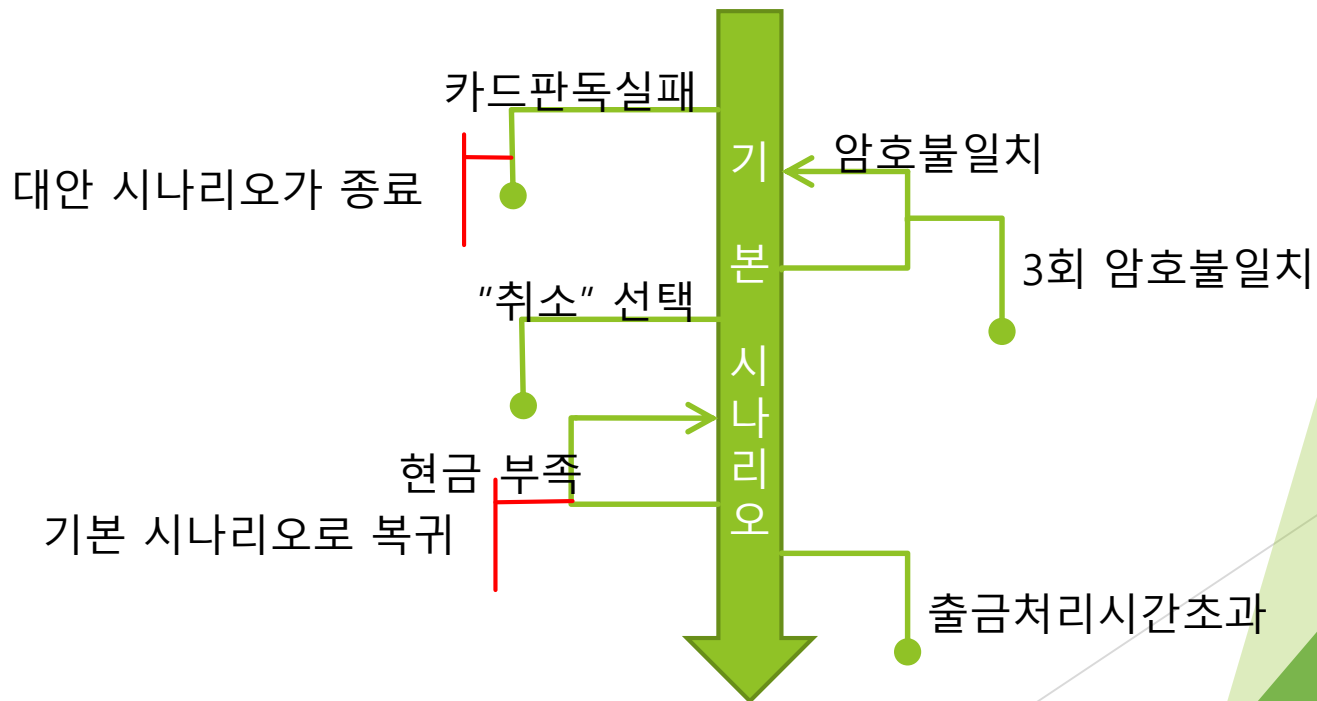 카드판독실패
암호불일치
대안 시나리오가 종료
3회 암호불일치
"취소" 선택
기본 시나리오
현금 부족
기본 시나리오로 복귀
출금처리시간초과